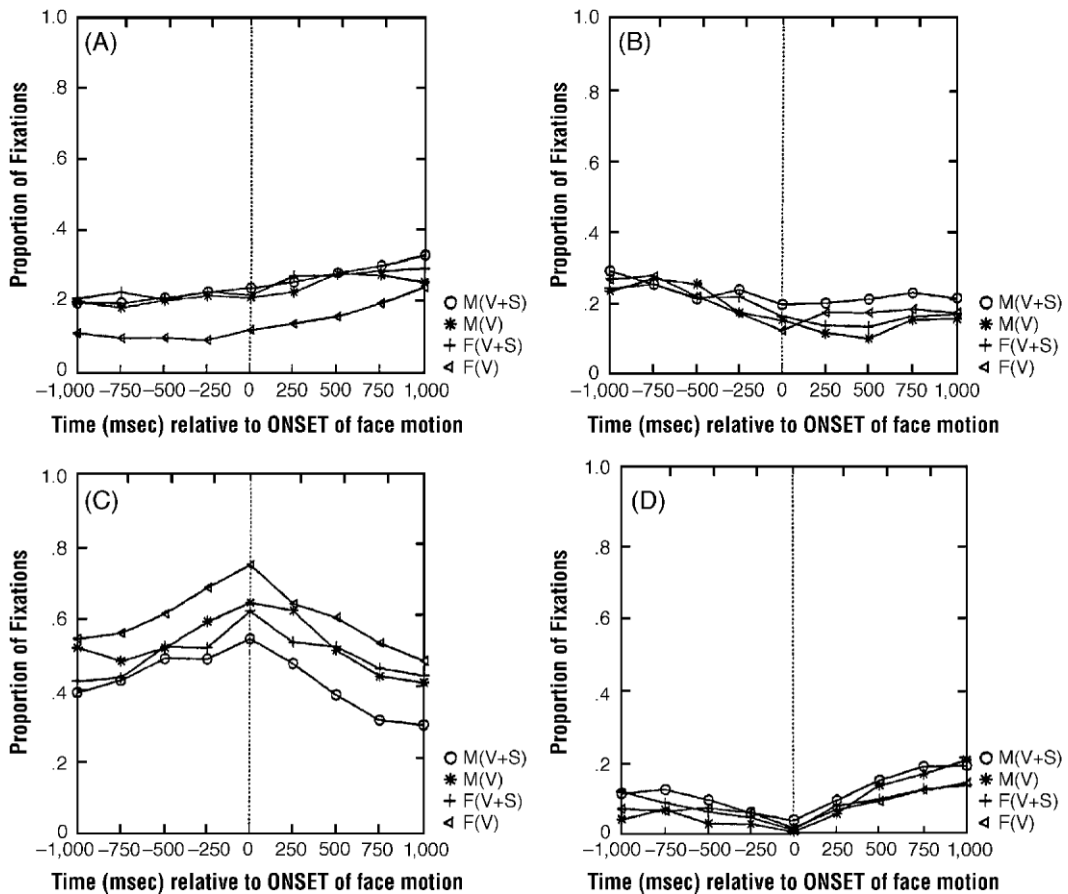 (A)
Proportion of Fixations
1.0
.8
.6
.4
.2
0
−1,000 −750 −500 −250 0 250 500 750 1,000
Time (msec) relative to ONSET of face motion
M(V+S)
M(V)
F(V+S)
F(V)
(B)
Proportion of Fixations
1.0
.8
.6
.4
.2
0
−1,000 −750 −500 −250 0 250 500 750 1,000
Time (msec) relative to ONSET of face motion
M(V+S)
M(V)
F(V+S)
F(V)
(C)
Proportion of Fixations
1.0
.8
.6
.4
.2
0
−1,000 −750 −500 −250 0 250 500 750 1,000
Time (msec) relative to ONSET of face motion
M(V+S)
M(V)
F(V+S)
F(V)
(D)
Proportion of Fixations
1.0
.8
.6
.4
.2
0
−1,000 −750 −500 −250 0 250 500 750 1,000
Time (msec) relative to ONSET of face motion
M(V+S)
M(V)
F(V+S)
F(V)